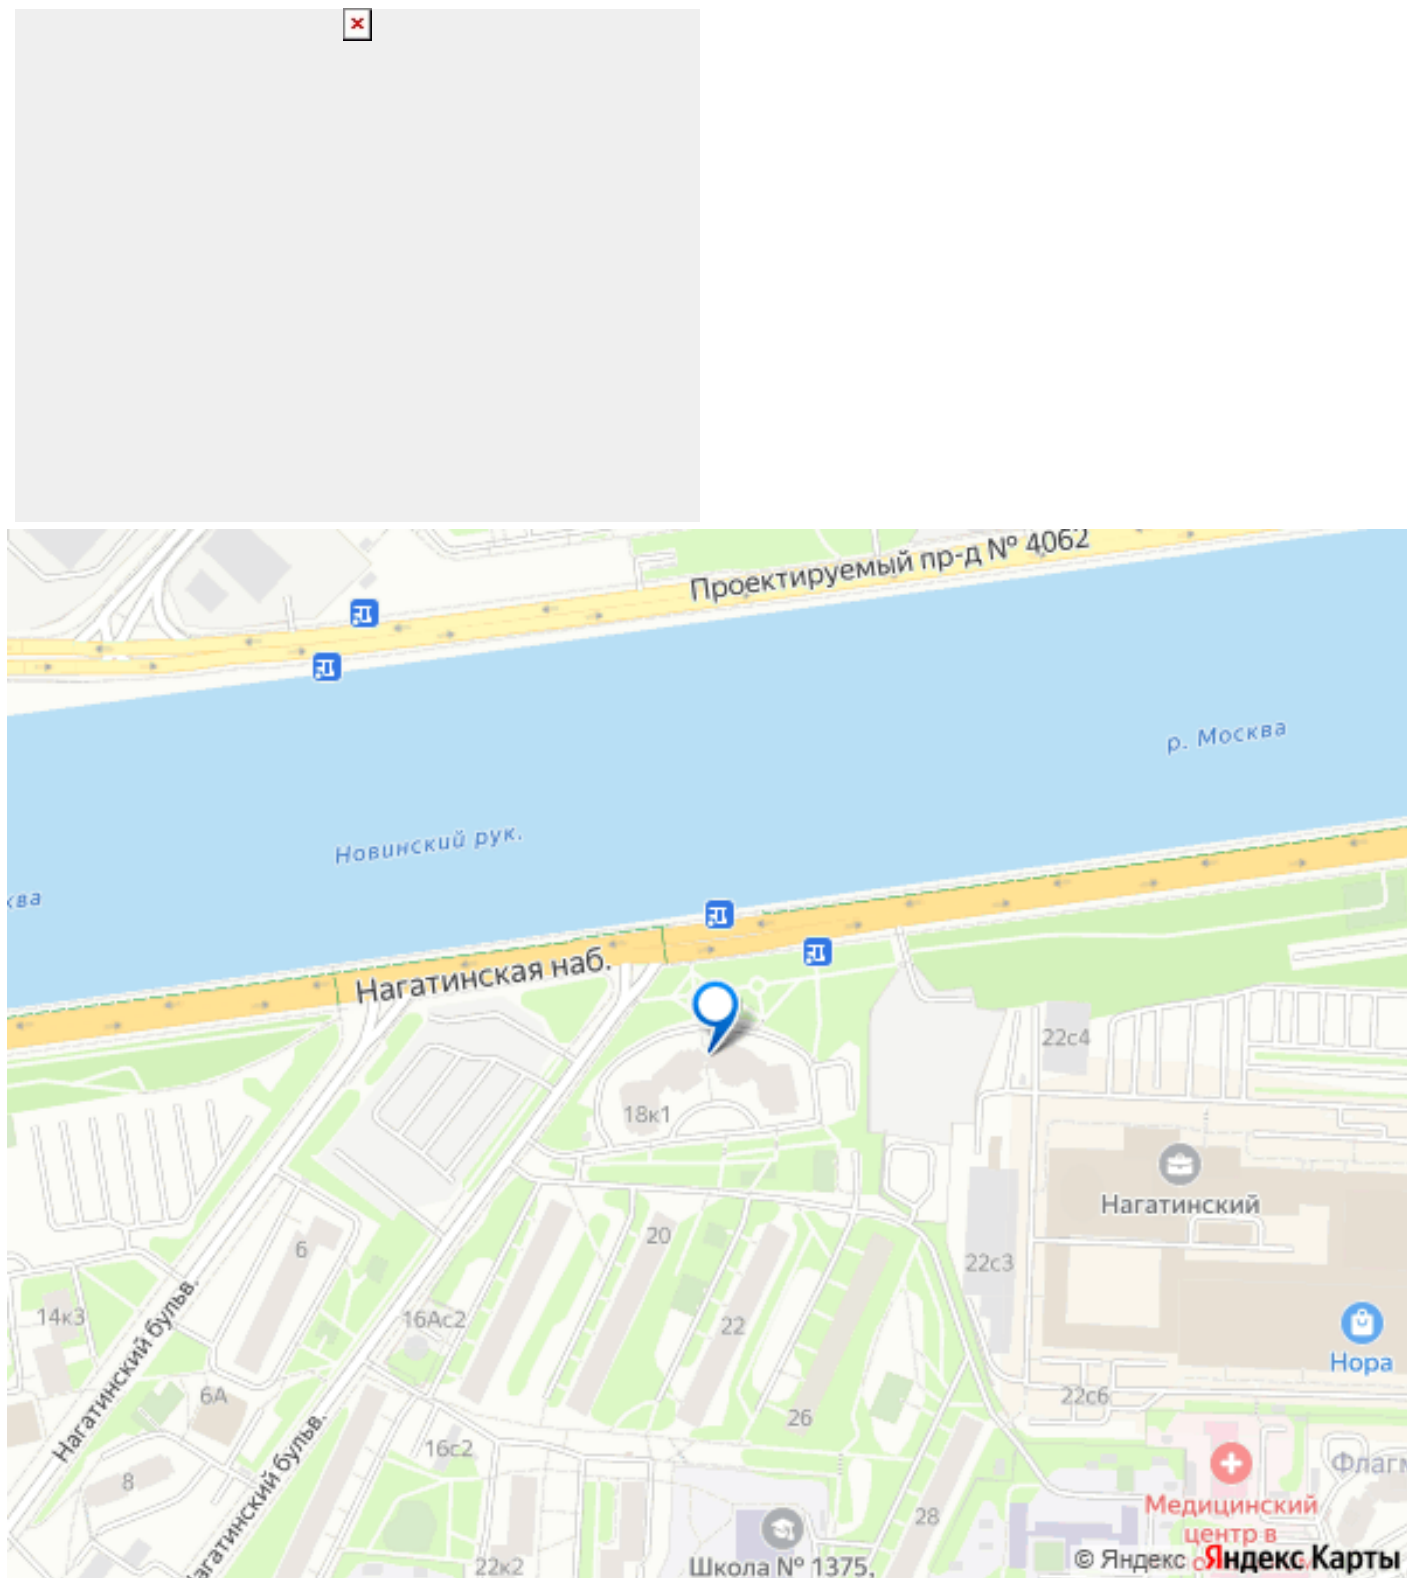 Проектируемый пр-д № 4062
р. Москва
Новинский рук.
ква
Нагатинская наб.
22с4
18к1
Нагатинский
20
6
22с3
14к3
16Ас2
22
Нора
Нагатинский бульв.
6А
22с6
26
16с2
Нагатинский бульв.
8
Флагм
Медицинский
центр в
28
22к2
Школа № 1375,
© Яндекс Яндекс Карты